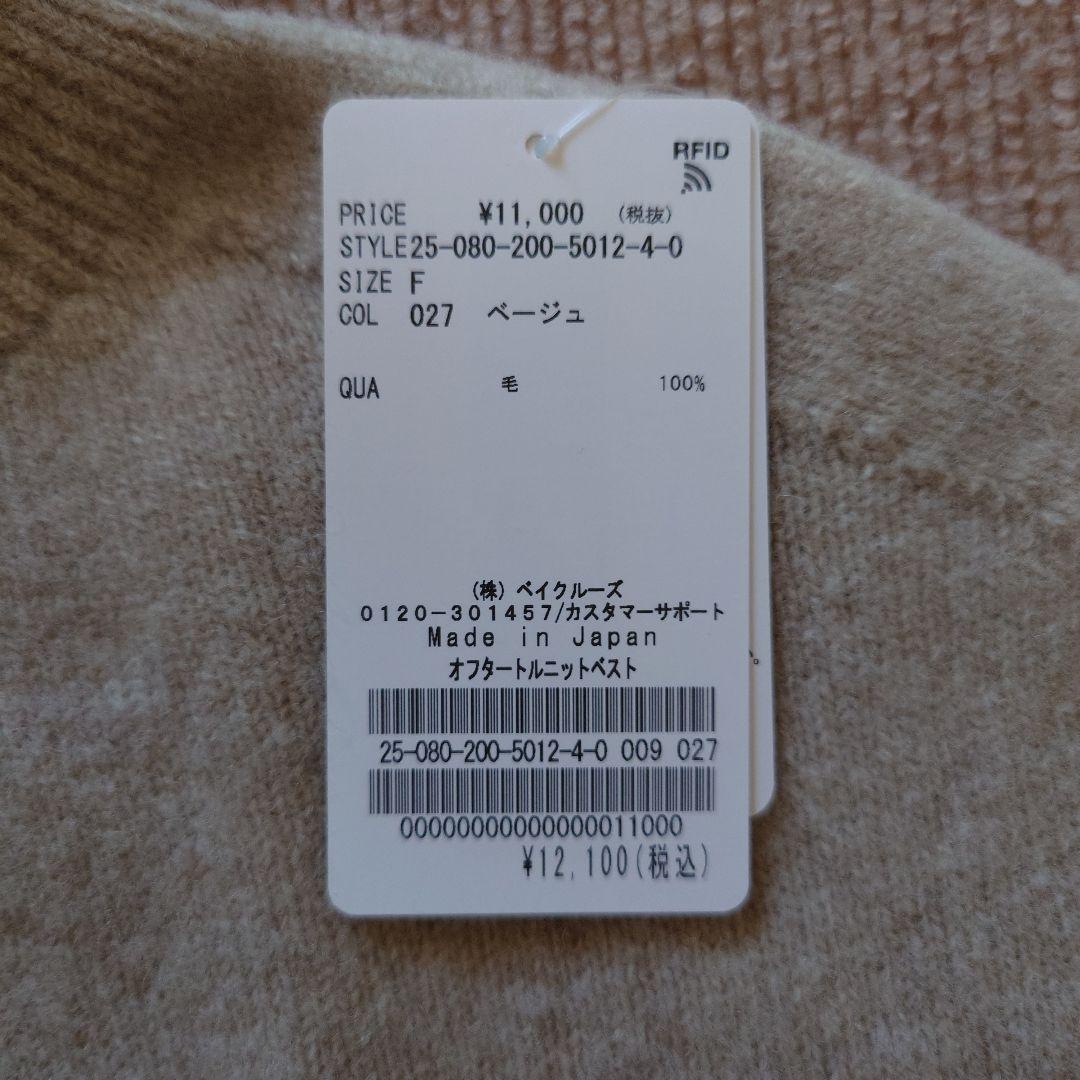 RFID
PRICE ¥11,000 (税抜)
STYLE25-080-200-5012-4-0
SIZE F
COL 027 ベージュ
QUA 毛 100%
(株) ベイクルーズ
0120-301457/カスタマーサポート
Made in Japan
オフタートルニットベスト
25-080-200-5012-4-0 009 027
00000000000000011000
¥12,100(税込)